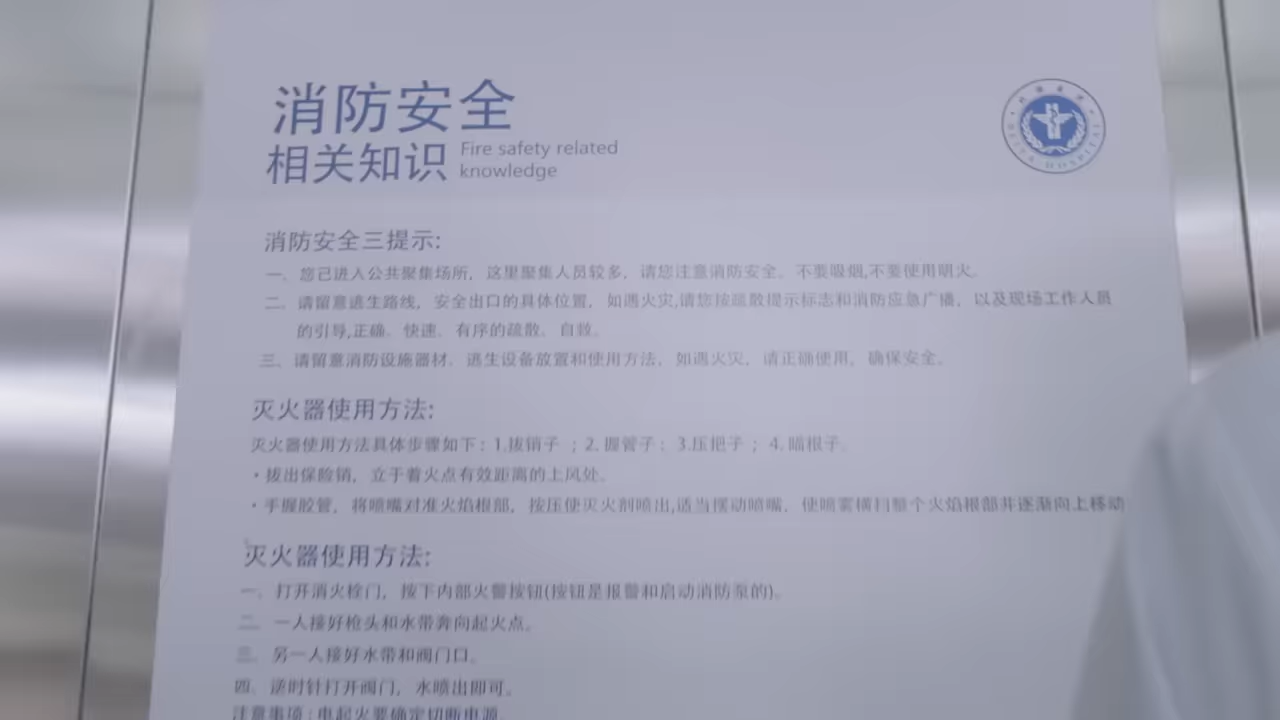 消防安全
相关知识
Fire safety related
knowledge
消防安全三提示:
一、您已进入公共聚集场所，这里聚集人员较多，请您注意消防安全。不要吸烟,不要使用明火。
二、请留意逃生路线，安全出口的具体位置，如遇火灾,请您按疏散提示标志和消防应急广播，以及现场工作人员
的引导,正确、快速、有序的疏散、自救。
三、请留意消防设施器材、逃生设备放置和使用方法，如遇火灾，请正确使用，确保安全。
灭火器使用方法:
灭火器使用方法具体步骤如下：1.拔销子 ；2. 握管子；3.压把子 ；4. 瞄根子.
·拔出保险销，立于着火点有效距离的上风处。
·手握胶管，将喷嘴对准火焰根部，按压使灭火剂喷出,适当摆动喷嘴，使喷雾横扫整个火焰根部并逐渐向上移动
灭火器使用方法:
一、打开消火栓门，按下内部火警按钮(按钮是报警和启动消防泵的)。
二、一人接好枪头和水带奔向起火点。
三、另一人接好水带和阀门口。
四、逆时针打开阀门，水喷出即可。
注意事项：电起火要确定切断电源
HOSPITAL